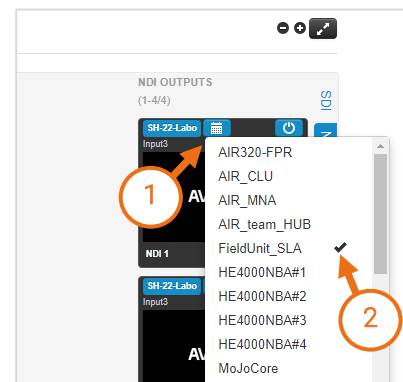 NDI OUTPUTS
(1-4/4)
SDI
N
SH-22-Labo
Input3
AV
NDI 1
1
AIR320-FPR
AIR_CLU
AIR_MNA
AIR_team_HUB
FieldUnit_SLA
HE4000NBA#1
HE4000NBA#2
HE4000NBA#3
HE4000NBA#4
MoJoCore
2
SH-22-Labo
Input3
AV